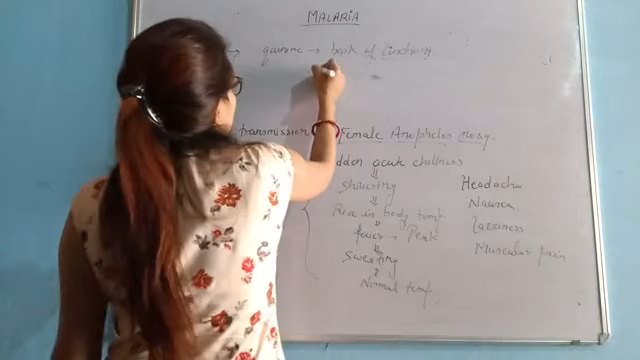 MALARIA
→ quinine → bark of Cinchona
transmission Female Anopheles Mosq.
dden acute chillness
Shivering
Rise in body temp
fever → Peak
Sweating
Normal temp.
Headache
Nausea
Laziness
Muscular pain